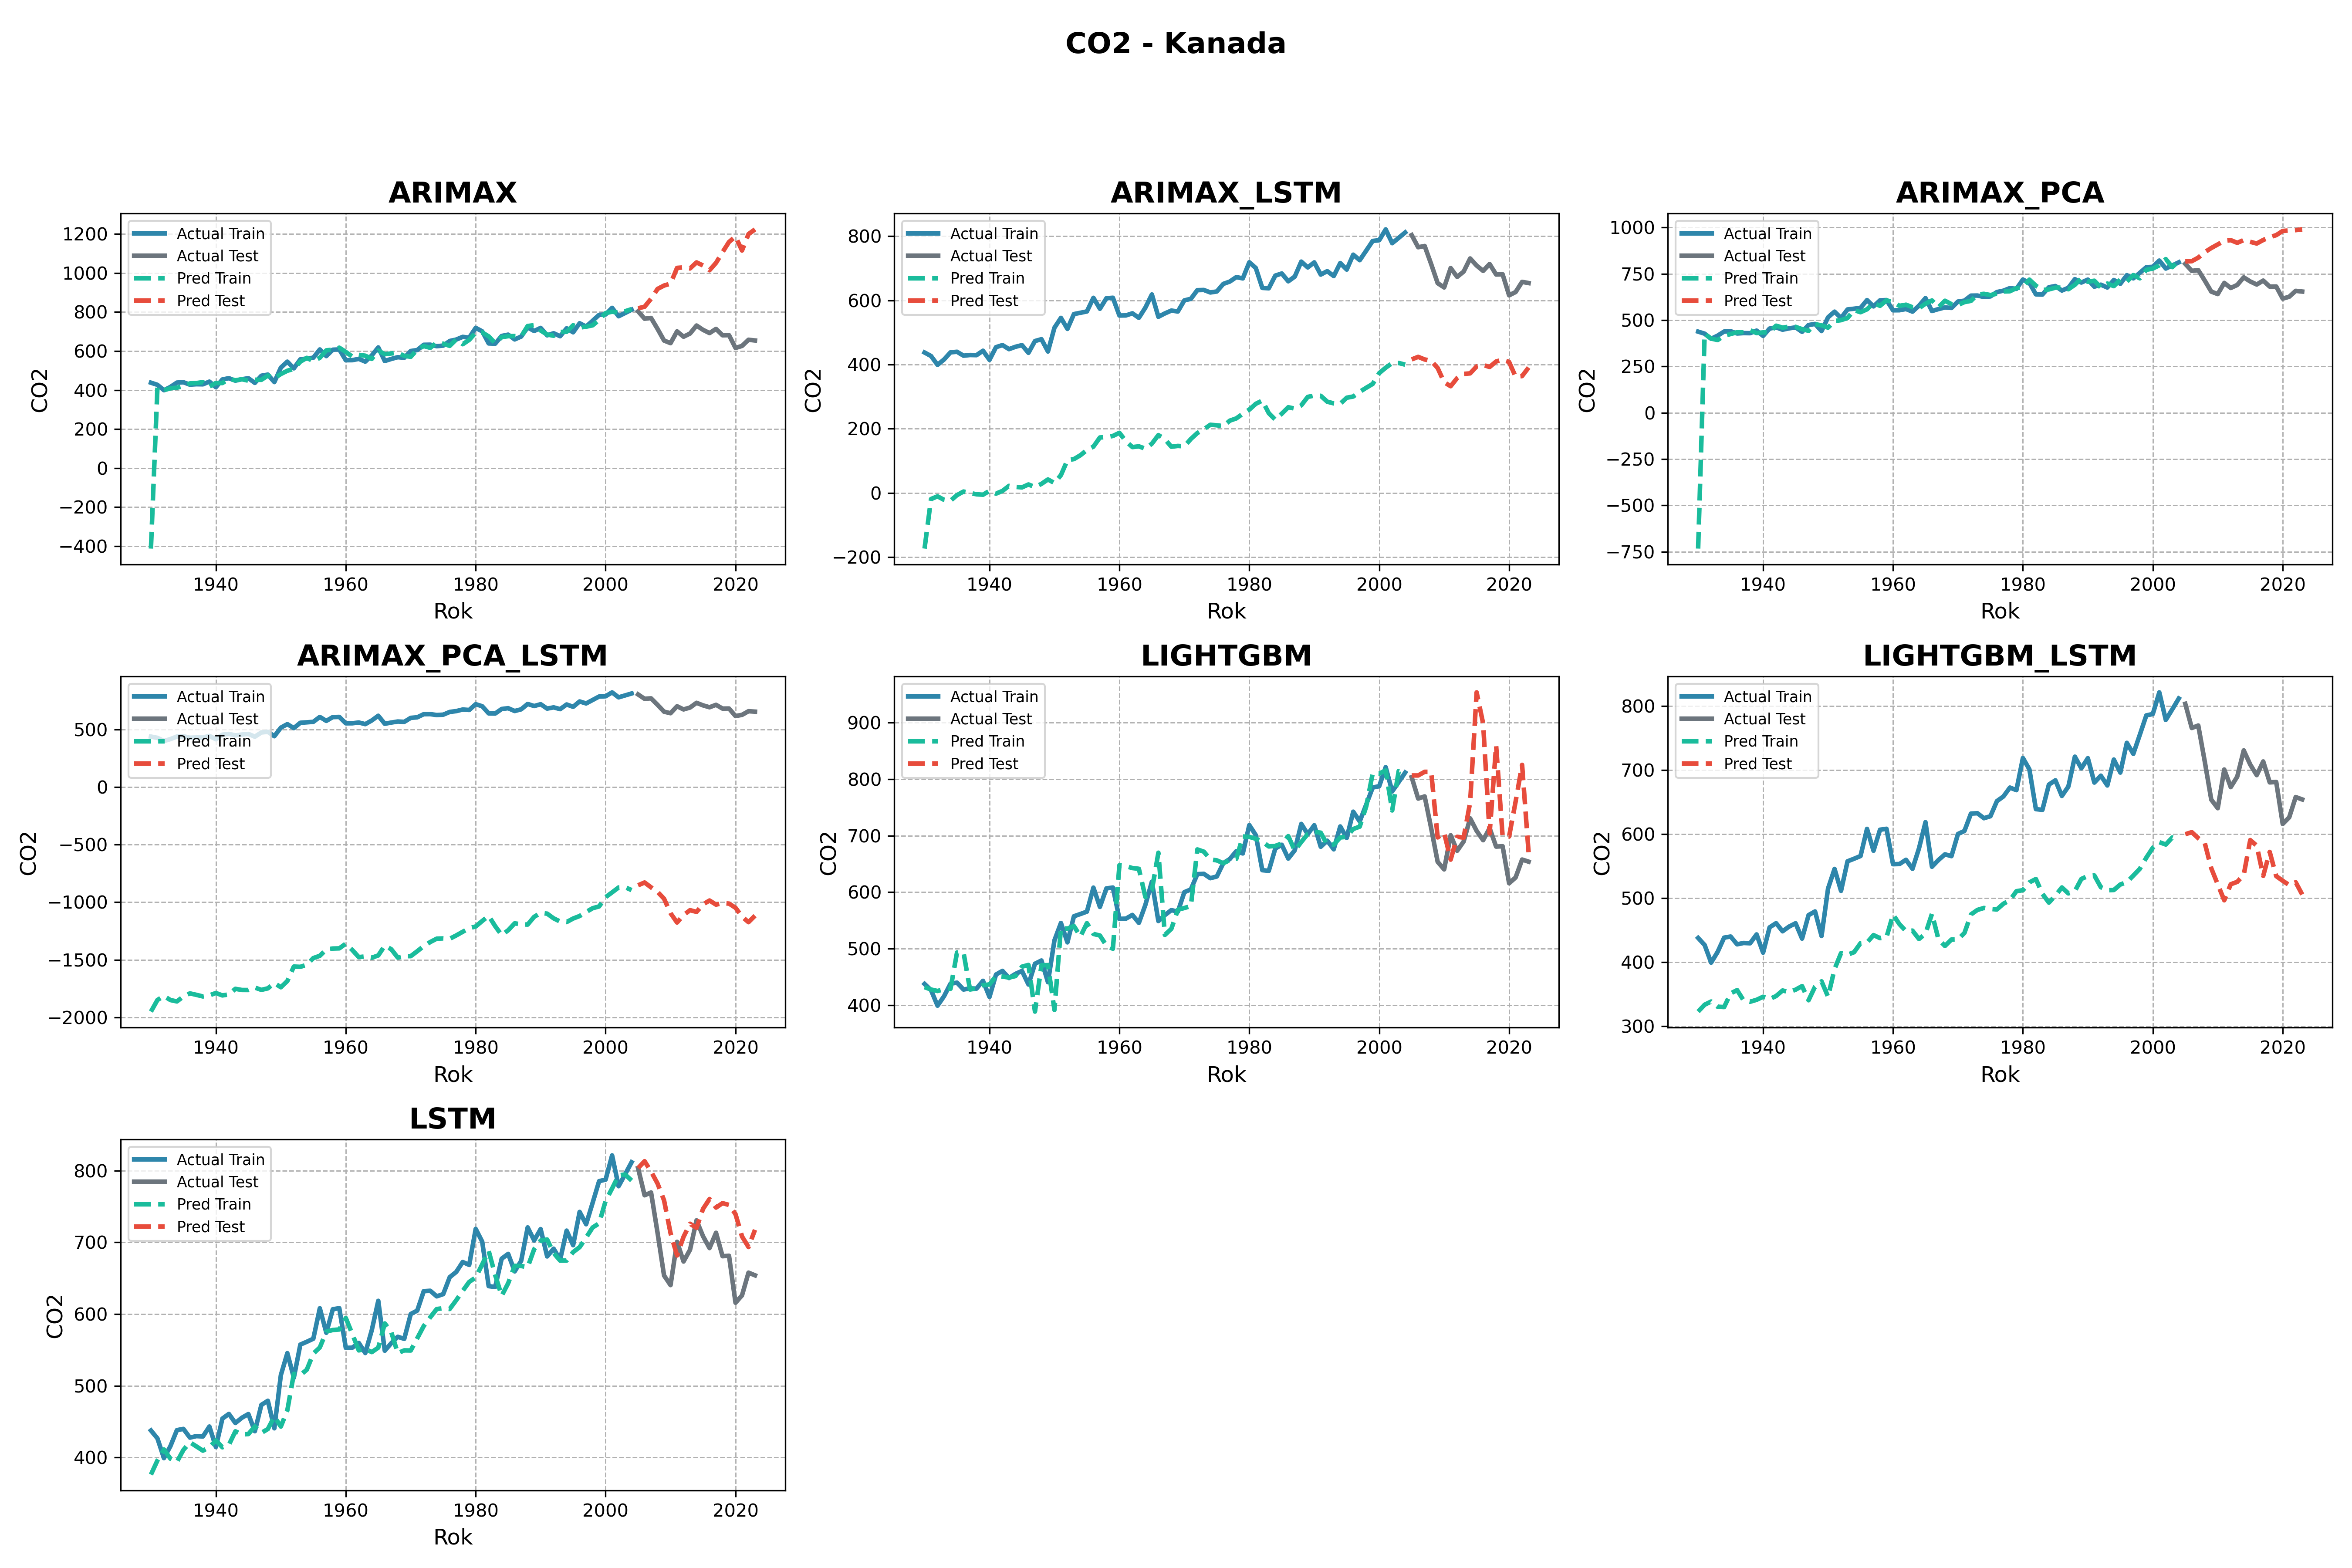 CO2 - Kanada
ARIMAX
1200
1000
800
600
400
200
0
−200
−400
CO2
1940 1960 1980 2000 2020
Rok
Actual Train
Actual Test
Pred Train
Pred Test
ARIMAX_LSTM
800
600
400
200
0
−200
CO2
1940 1960 1980 2000 2020
Rok
Actual Train
Actual Test
Pred Train
Pred Test
ARIMAX_PCA
1000
750
500
250
0
−250
−500
−750
CO2
1940 1960 1980 2000 2020
Rok
Actual Train
Actual Test
Pred Train
Pred Test
ARIMAX_PCA_LSTM
500
0
−500
−1000
−1500
−2000
CO2
1940 1960 1980 2000 2020
Rok
Actual Train
Actual Test
Pred Train
Pred Test
LIGHTGBM
900
800
700
600
500
400
CO2
1940 1960 1980 2000 2020
Rok
Actual Train
Actual Test
Pred Train
Pred Test
LIGHTGBM_LSTM
800
700
600
500
400
300
CO2
1940 1960 1980 2000 2020
Rok
Actual Train
Actual Test
Pred Train
Pred Test
LSTM
800
700
600
500
400
CO2
1940 1960 1980 2000 2020
Rok
Actual Train
Actual Test
Pred Train
Pred Test